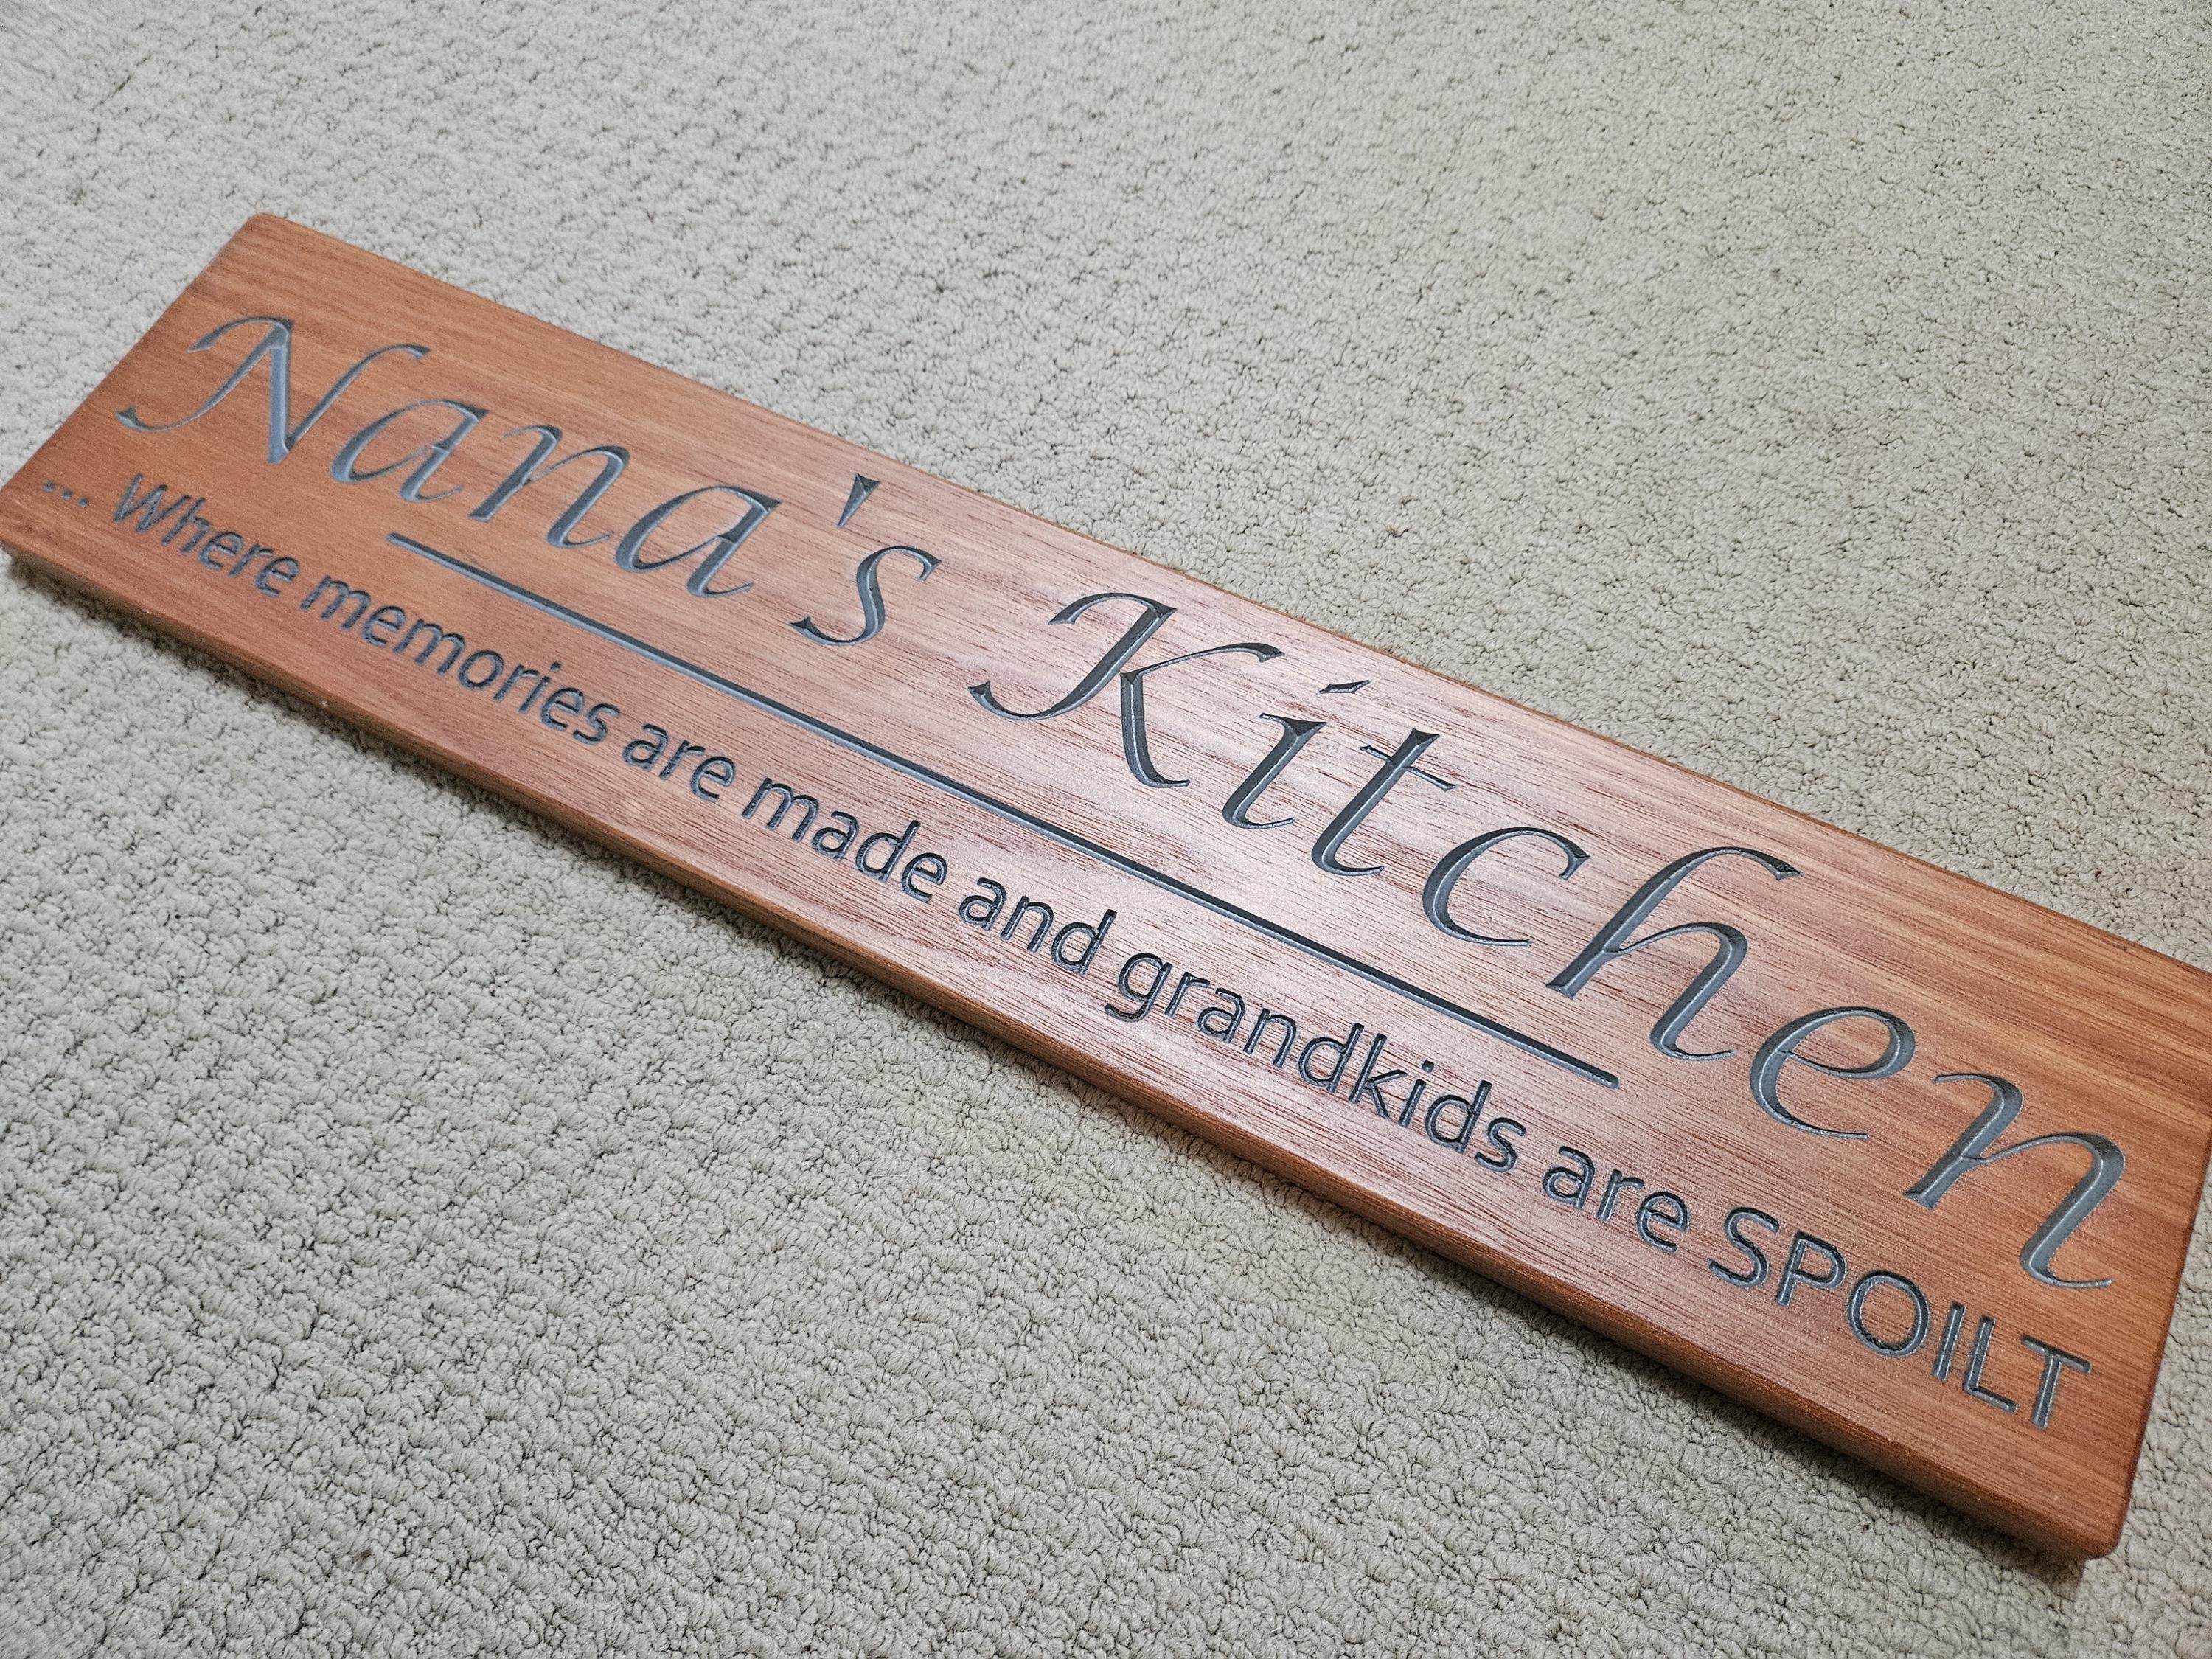 Nana's Kitchen
... Where memories are made and grandkids are SPOILT